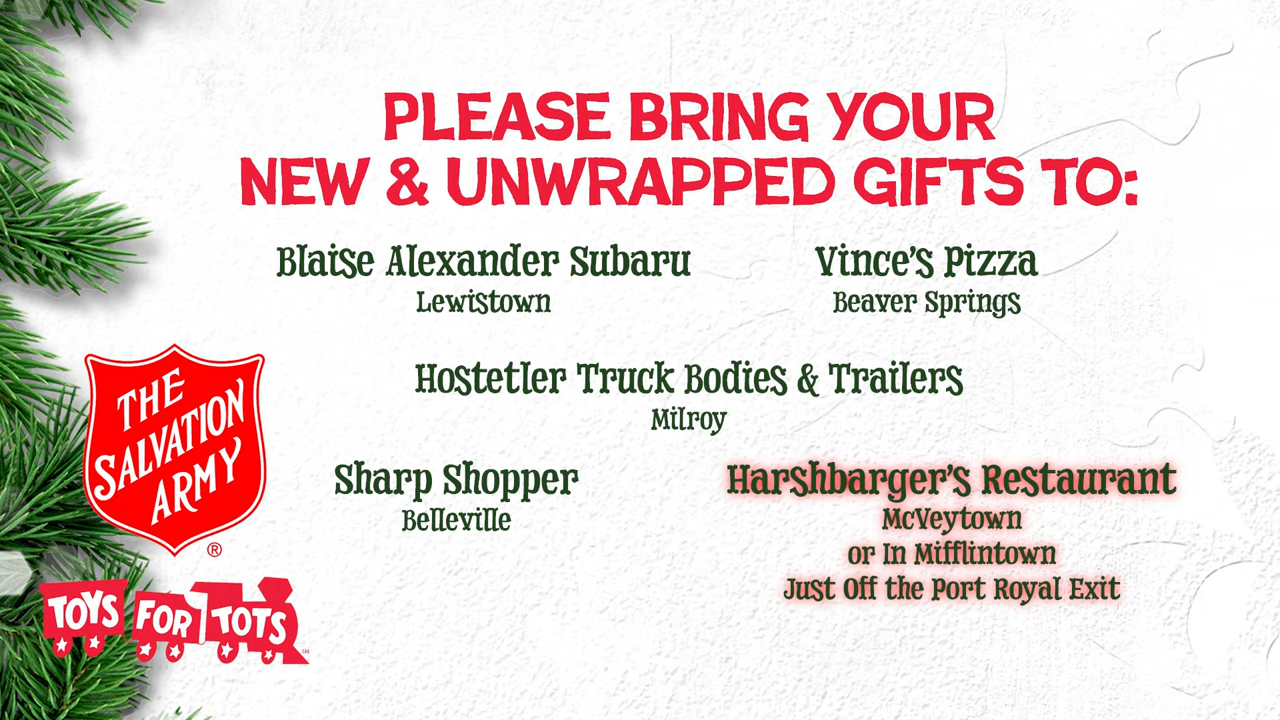 PLEASE BRING YOUR
NEW & UNWRAPPED GIFTS TO:
Blaise Alexander Subaru
Lewistown
Vince's Pizza
Beaver Springs
Hostetler Truck Bodies & Trailers
Milroy
Sharp Shopper
Belleville
Harshbarger's Restaurant
McVeytown
or In Mifflintown
Just Off the Port Royal Exit
THE
SALVATION
ARMY
®
TOYS FOR TOTS
SM